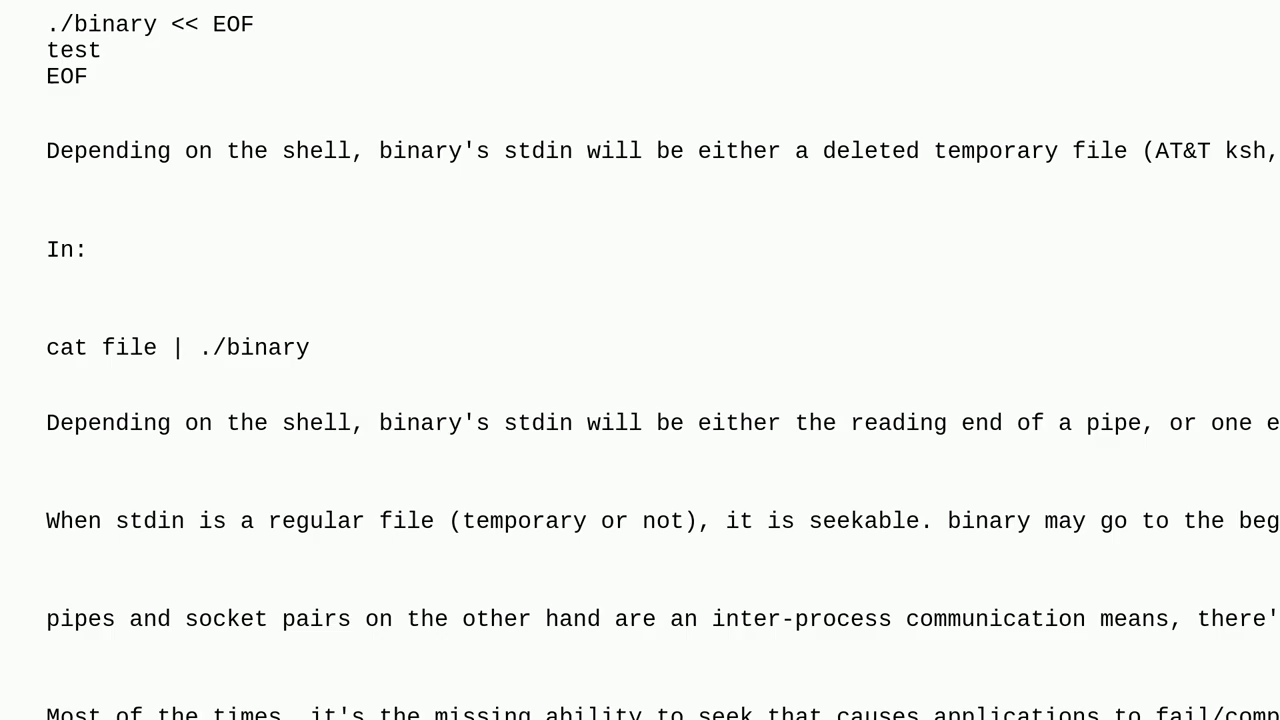 ./binary << EOF
test
EOF
Depending on the shell, binary's stdin will be either a deleted temporary file (AT&T ksh,
In:
cat file | ./binary
Depending on the shell, binary's stdin will be either the reading end of a pipe, or one e
When stdin is a regular file (temporary or not), it is seekable. binary may go to the beg
pipes and socket pairs on the other hand are an inter-process communication means, there'
Most of the times, it's the missing ability to seek that causes applications to fail/comp